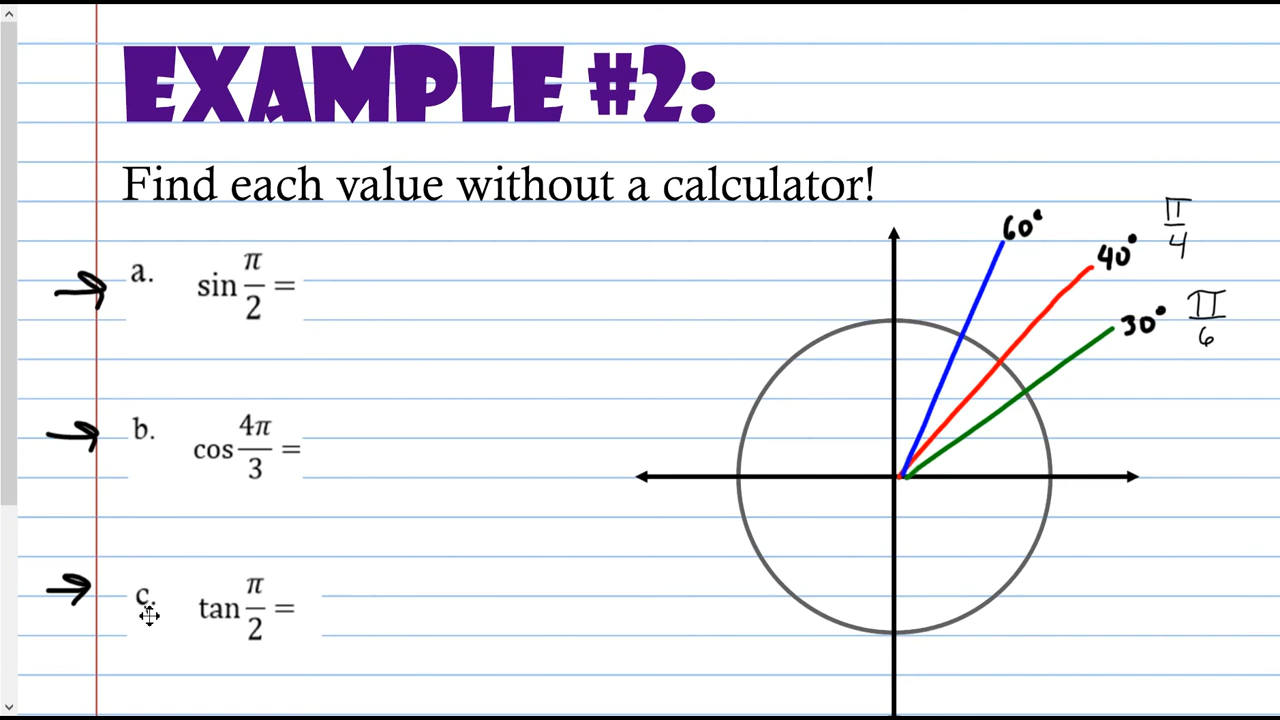 EXAMPLE #2:
Find each value without a calculator!
a. sin π/2 =
b. cos 4π/3 =
c. tan π/2 =
60°
40° π/4
30° π/6